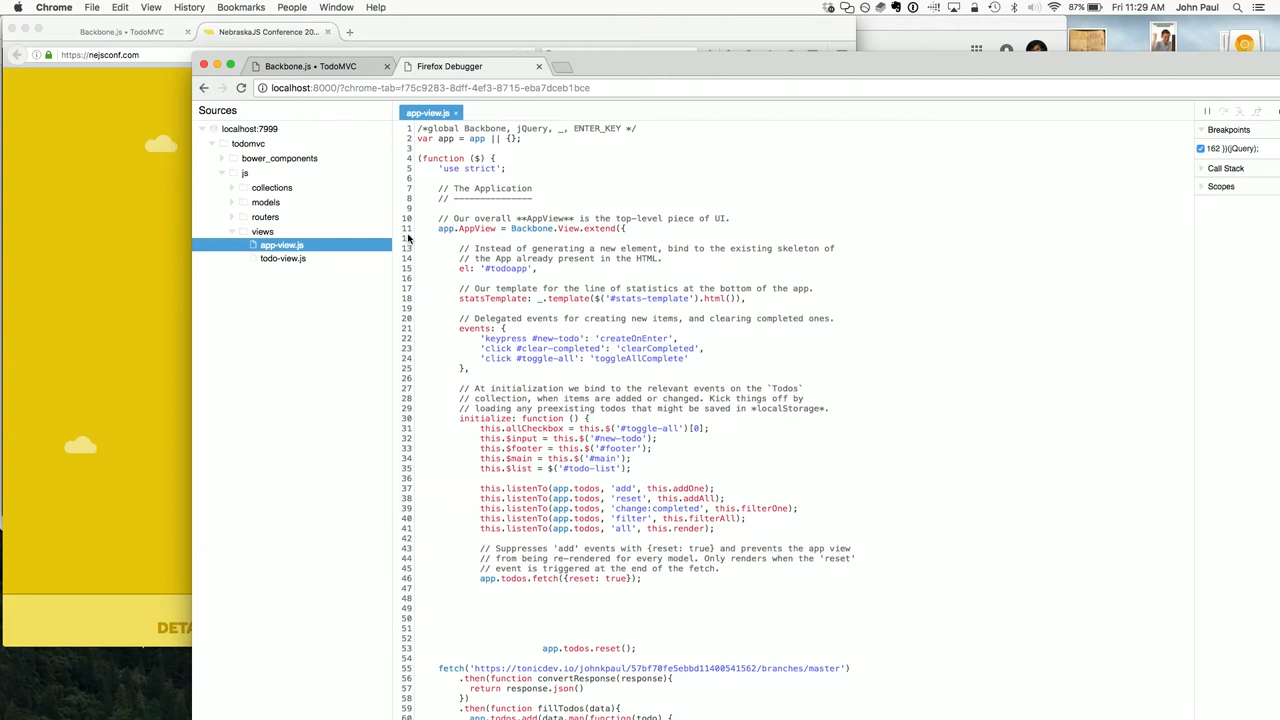 Chrome File Edit View History Bookmarks People Window Help 87% Fri 11:29 AM John Paul
Backbone.js • TodoMVC × NebraskaJS Conference 20... ×
https://nejsconf.com
Backbone.js • TodoMVC × Firefox Debugger ×
localhost:8000/?chrome-tab=f75c9283-8dff-4ef3-8715-eba7dceb1bce
Sources
localhost:7999
todomvc
bower_components
js
collections
models
routers
views
app-view.js
todo-view.js
DETA
app-view.js ×
1 /*global Backbone, jQuery, _, ENTER_KEY */
2 var app = app || {};
3
4 (function ($) {
5 'use strict';
6
7 // The Application
8 // ---------------
9
10 // Our overall **AppView** is the top-level piece of UI.
11 app.AppView = Backbone.View.extend({
13 // Instead of generating a new element, bind to the existing skeleton of
14 // the App already present in the HTML.
15 el: '#todoapp',
16
17 // Our template for the line of statistics at the bottom of the app.
18 statsTemplate: _.template($('#stats-template').html()),
19
20 // Delegated events for creating new items, and clearing completed ones.
21 events: {
22 'keypress #new-todo': 'createOnEnter',
23 'click #clear-completed': 'clearCompleted',
24 'click #toggle-all': 'toggleAllComplete'
25 },
26
27 // At initialization we bind to the relevant events on the `Todos`
28 // collection, when items are added or changed. Kick things off by
29 // loading any preexisting todos that might be saved in *localStorage*.
30 initialize: function () {
31 this.allCheckbox = this.$('#toggle-all')[0];
32 this.$input = this.$('#new-todo');
33 this.$footer = this.$('#footer');
34 this.$main = this.$('#main');
35 this.$list = $('#todo-list');
36
37 this.listenTo(app.todos, 'add', this.addOne);
38 this.listenTo(app.todos, 'reset', this.addAll);
39 this.listenTo(app.todos, 'change:completed', this.filterOne);
40 this.listenTo(app.todos, 'filter', this.filterAll);
41 this.listenTo(app.todos, 'all', this.render);
42
43 // Suppresses 'add' events with {reset: true} and prevents the app view
44 // from being re-rendered for every model. Only renders when the 'reset'
45 // event is triggered at the end of the fetch.
46 app.todos.fetch({reset: true});
47
48
49
50
51
52
53 app.todos.reset();
54
55 fetch('https://tonicdev.io/johnkpaul/57bf70fe5ebbd11400541562/branches/master')
56 .then(function convertResponse(response){
57 return response.json()
58 })
59 .then(function fillTodos(data){
60 app.todos.add(data.map(function(todo) {
Breakpoints
162 })(jQuery);
Call Stack
Scopes